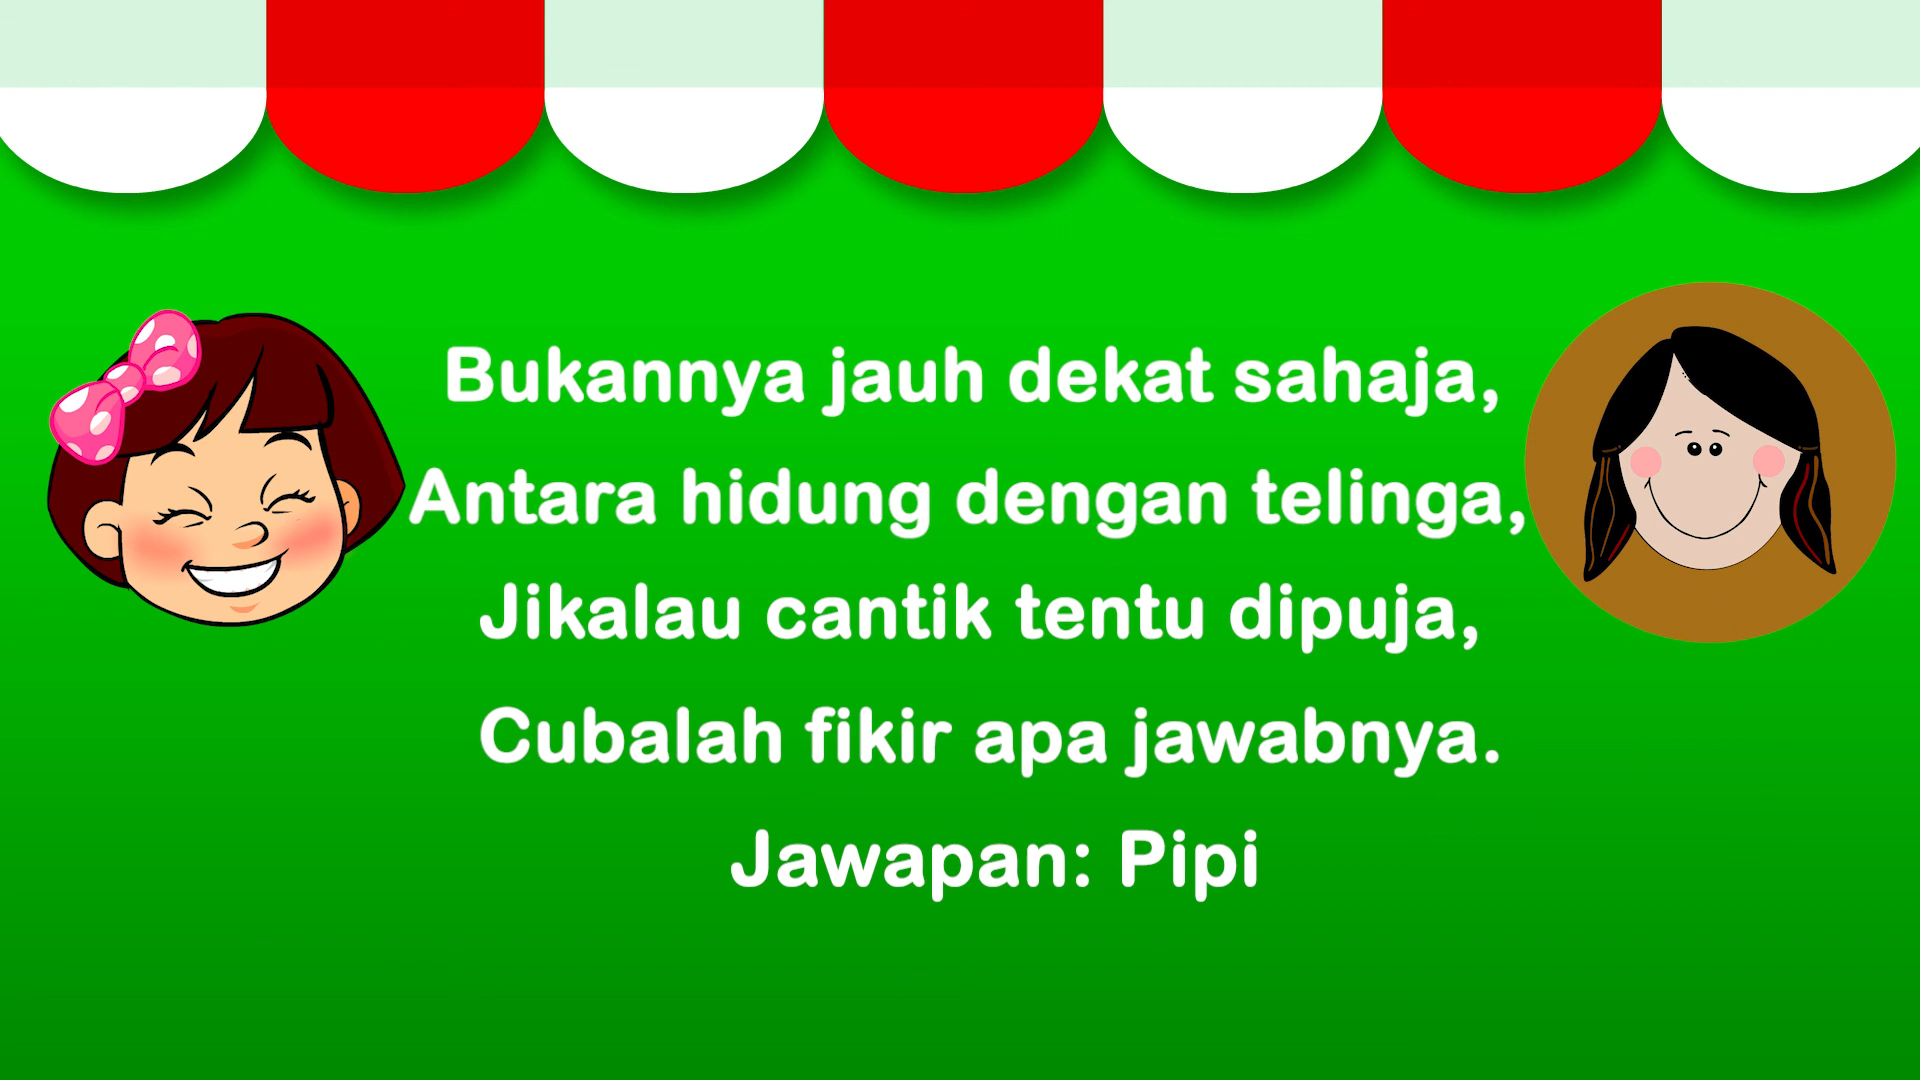 Bukannya jauh dekat sahaja,
Antara hidung dengan telinga,
Jikalau cantik tentu dipuja,
Cubalah fikir apa jawabnya.
Jawapan: Pipi